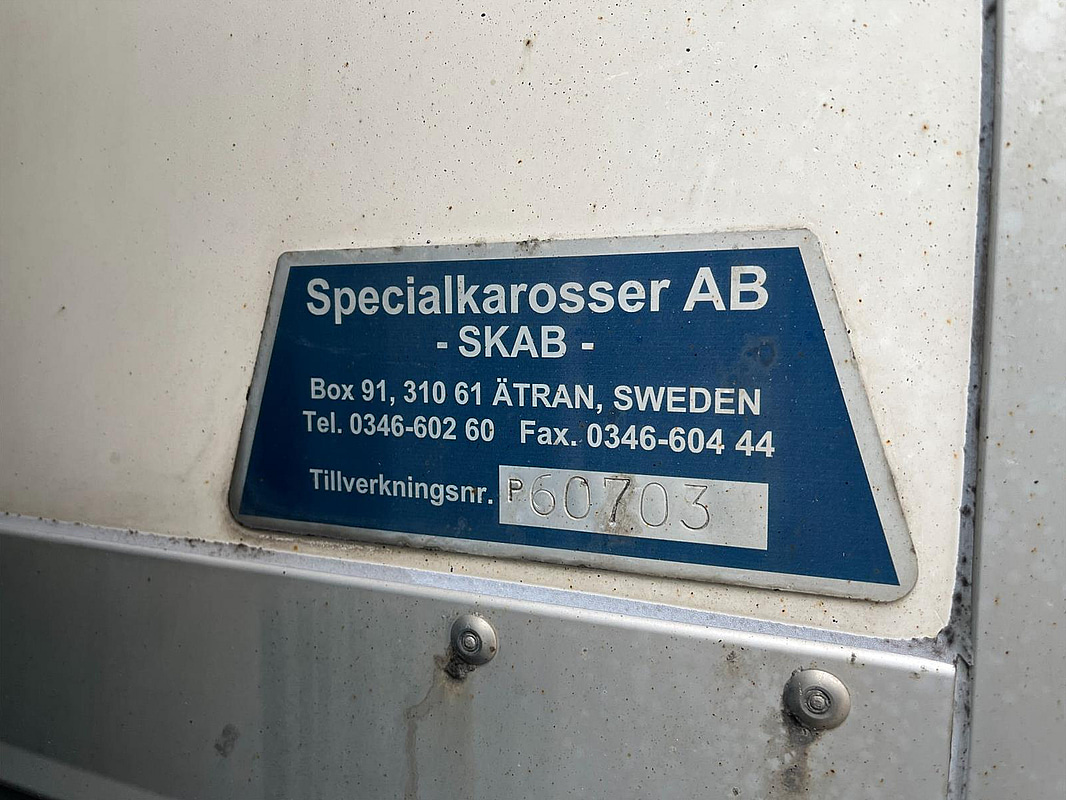 Specialkarosser AB
- SKAB -
Box 91, 310 61 ÄTRAN, SWEDEN
Tel. 0346-602 60 Fax. 0346-604 44
Tillverkningsnr. P60703